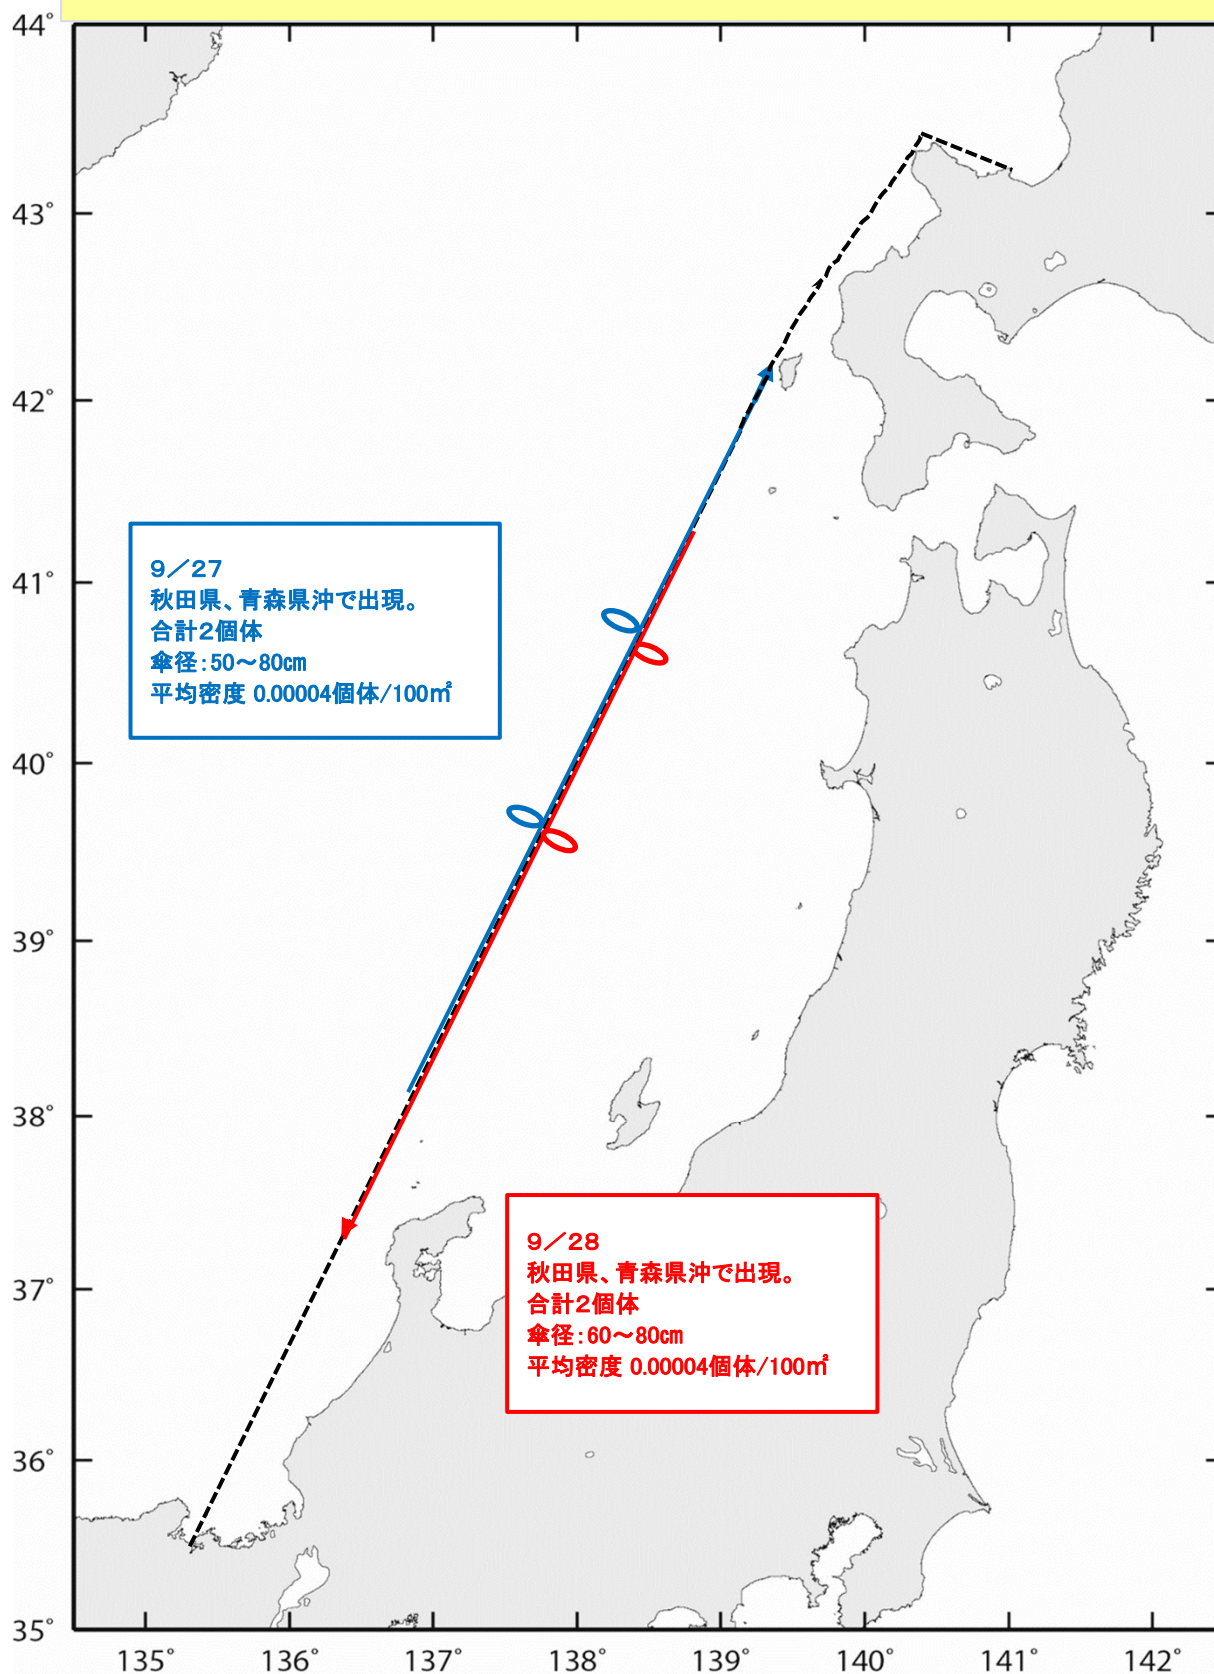 44°
43°
42°
41°
40°
39°
38°
37°
36°
35°
9／27
秋田県、青森県沖で出現。
合計2個体
傘径：50～80㎝
平均密度 0.00004個体/100㎡
9／28
秋田県、青森県沖で出現。
合計2個体
傘径：60～80㎝
平均密度 0.00004個体/100㎡
135° 136° 137° 138° 139° 140° 141° 142°